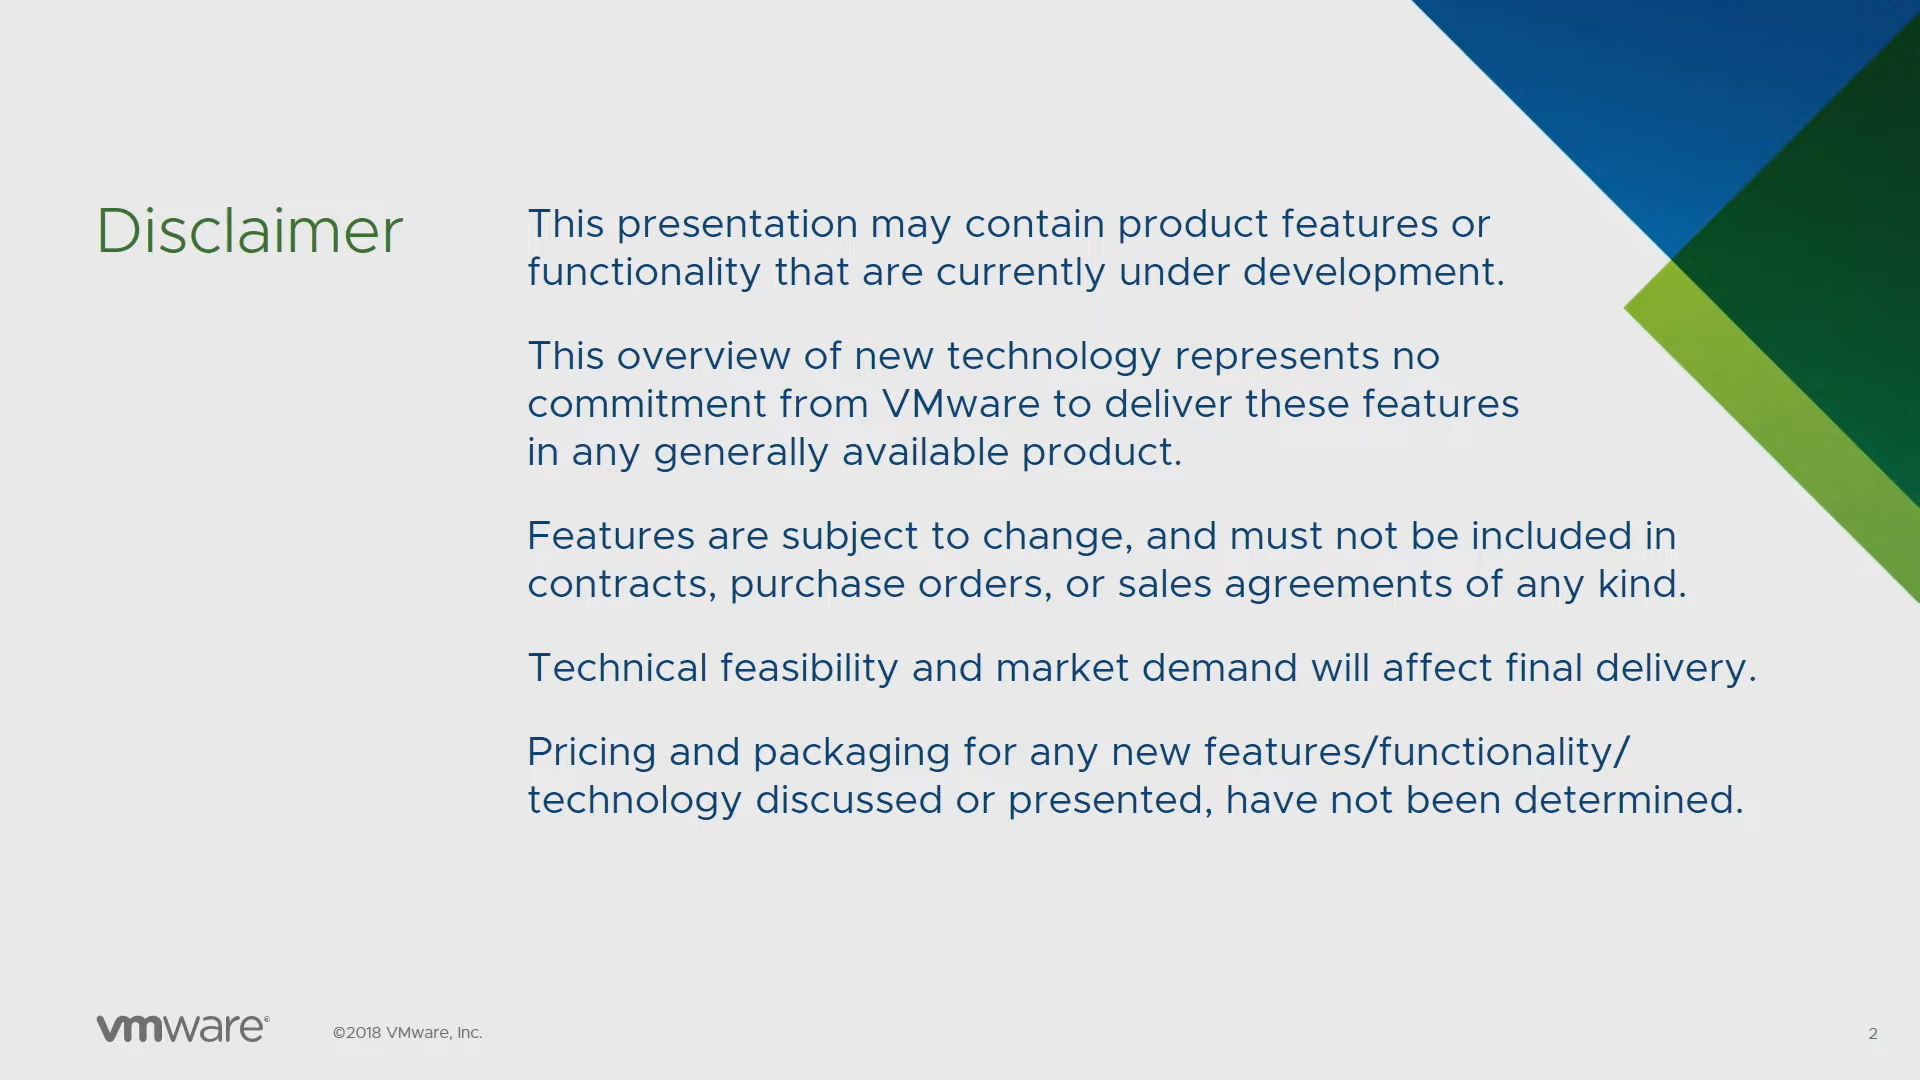 Disclaimer
This presentation may contain product features or
functionality that are currently under development.
This overview of new technology represents no
commitment from VMware to deliver these features
in any generally available product.
Features are subject to change, and must not be included in
contracts, purchase orders, or sales agreements of any kind.
Technical feasibility and market demand will affect final delivery.
Pricing and packaging for any new features/functionality/
technology discussed or presented, have not been determined.
vmware®
©2018 VMware, Inc.
2